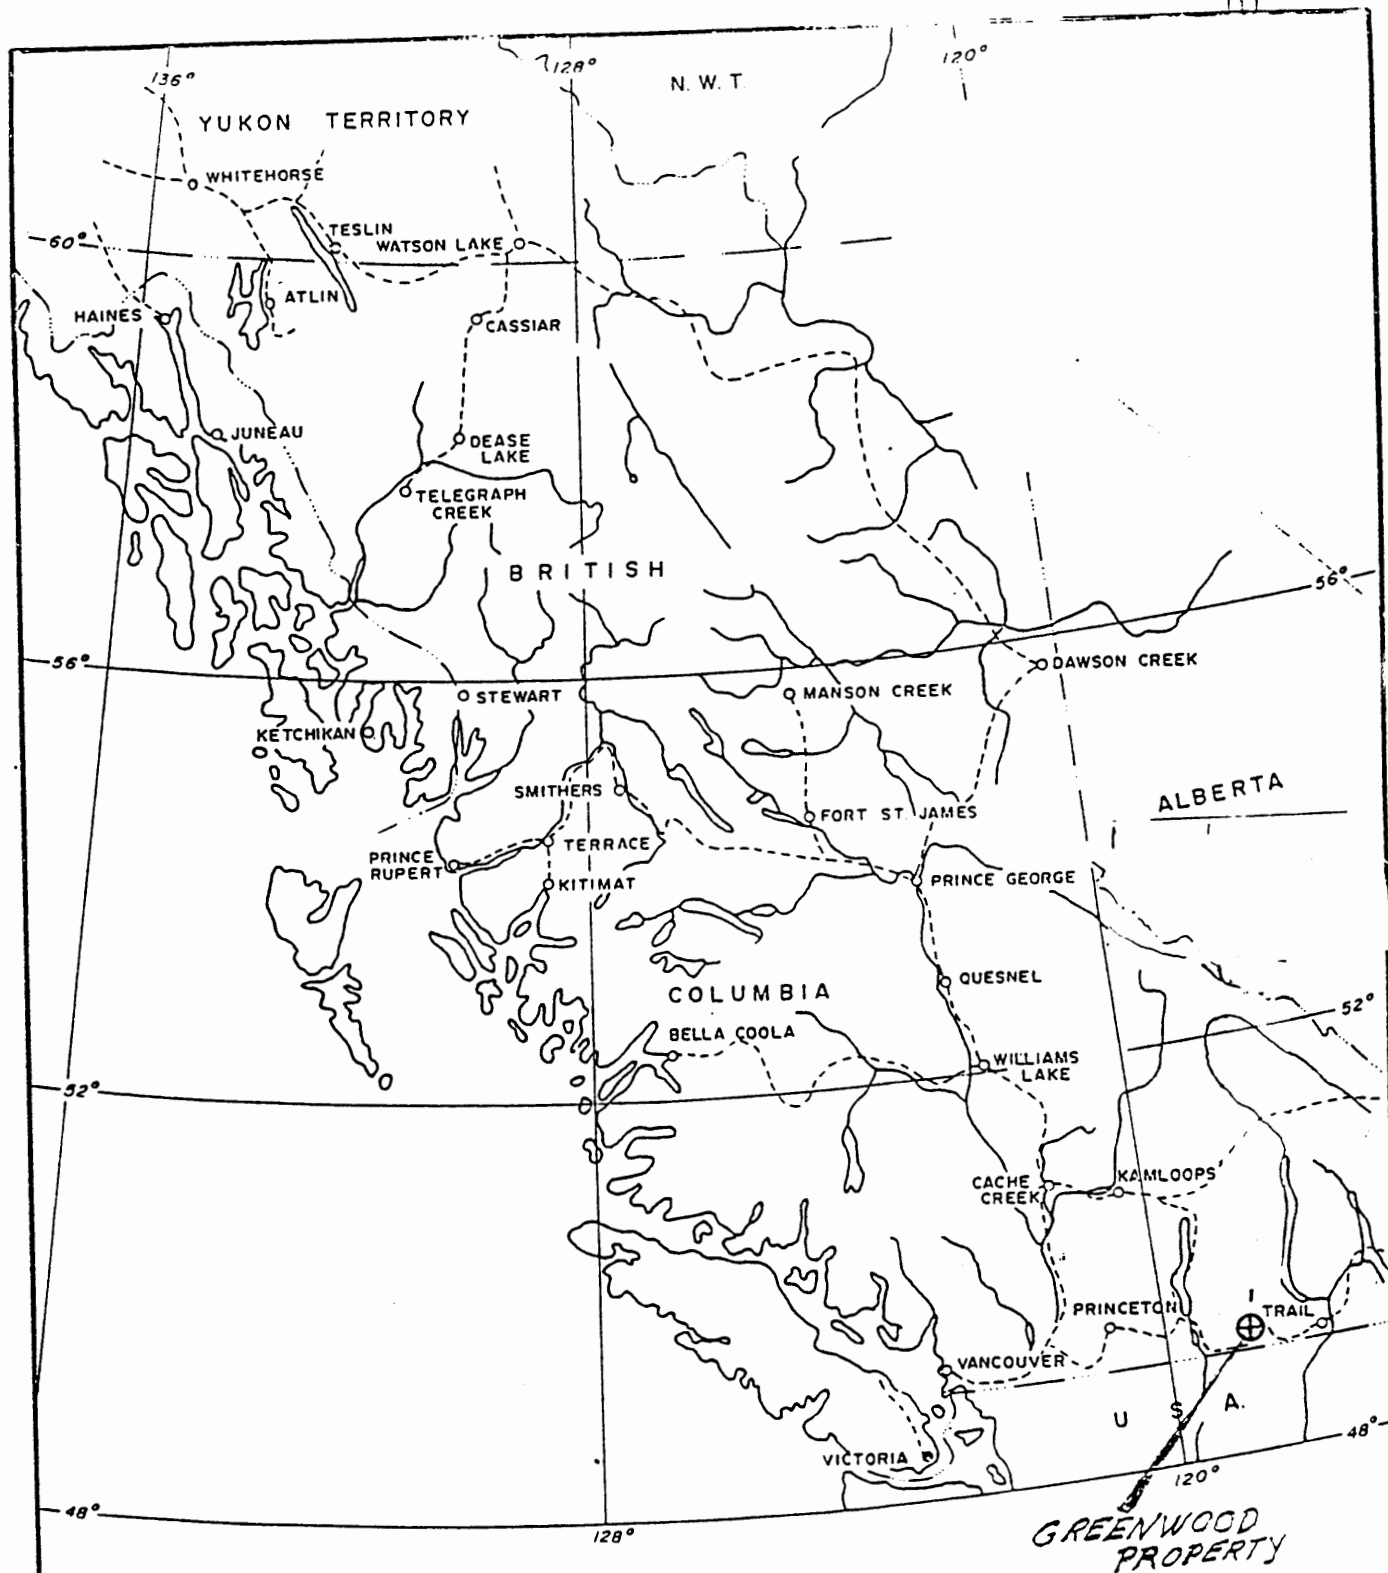 136°
128°
120°
N. W. T.
YUKON TERRITORY
WHITEHORSE
TESLIN
WATSON LAKE
60°
ATLIN
HAINES
CASSIAR
JUNEAU
DEASE
LAKE
TELEGRAPH
CREEK
BRITISH
56°
56°
DAWSON CREEK
STEWART
MANSON CREEK
KETCHIKAN
SMITHERS
ALBERTA
FORT ST. JAMES
TERRACE
PRINCE
RUPERT
KITIMAT
PRINCE GEORGE
QUESNEL
COLUMBIA
52°
BELLA COOLA
WILLIAMS
LAKE
52°
CACHE
CREEK
KAMLOOPS
PRINCETON
1
TRAIL
VANCOUVER
U S A.
48°
VICTORIA
120°
48°
128°
GREENWOOD
PROPERTY